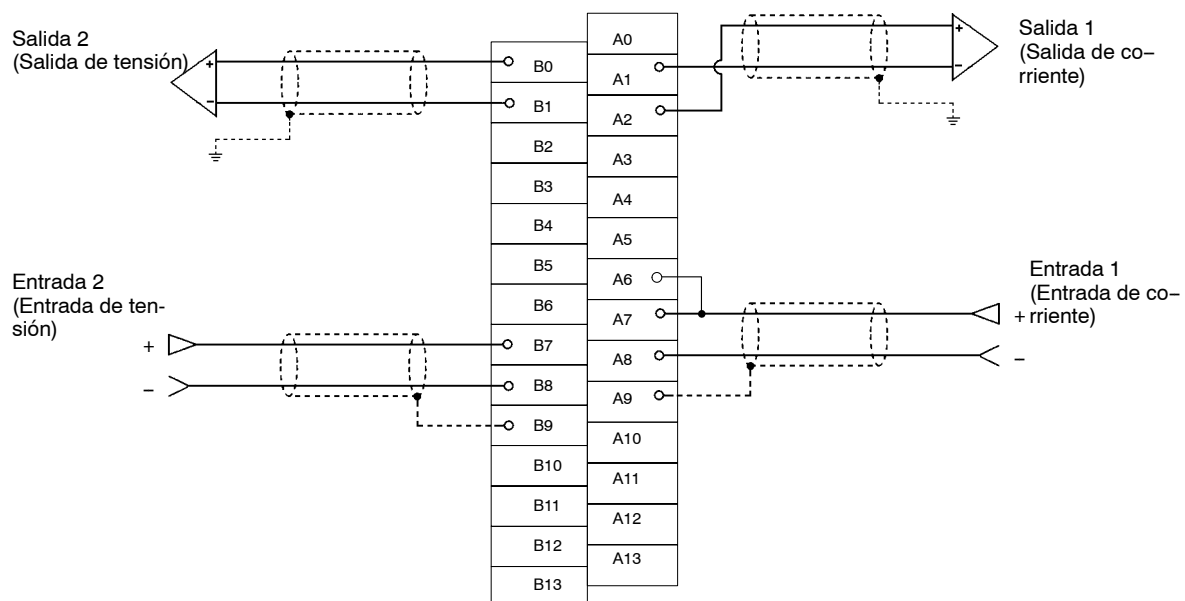 Salida 2
(Salida de tensión)
+
−
Salida 1
(Salida de co−
rriente)
+
−
Entrada 2
(Entrada de ten-
sión)
+
−
Entrada 1
(Entrada de co−
+ rriente)
−
B0
B1
B2
B3
B4
B5
B6
B7
B8
B9
B10
B11
B12
B13
A0
A1
A2
A3
A4
A5
A6
A7
A8
A9
A10
A11
A12
A13